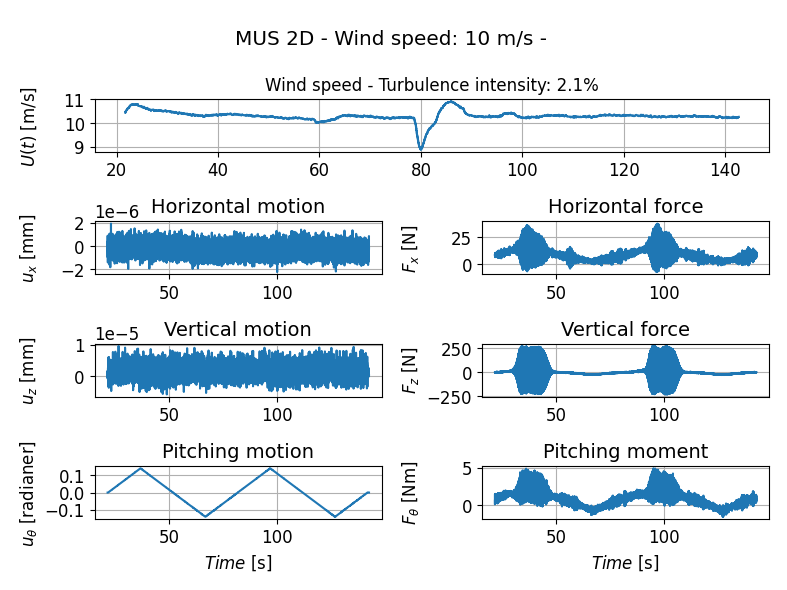 MUS 2D - Wind speed: 10 m/s -
Wind speed - Turbulence intensity: 2.1%
U(t) [m/s]
11
10
9
20 40 60 80 100 120 140
1e−6 Horizontal motion
u_x [mm]
2
0
−2
50 100
Horizontal force
F_x [N]
25
0
50 100
1e−5 Vertical motion
u_z [mm]
1
0
50 100
Vertical force
F_z [N]
250
0
−250
50 100
Pitching motion
u_θ [radianer]
0.1
0.0
−0.1
50 100
Time [s]
Pitching moment
F_θ [Nm]
5
0
50 100
Time [s]